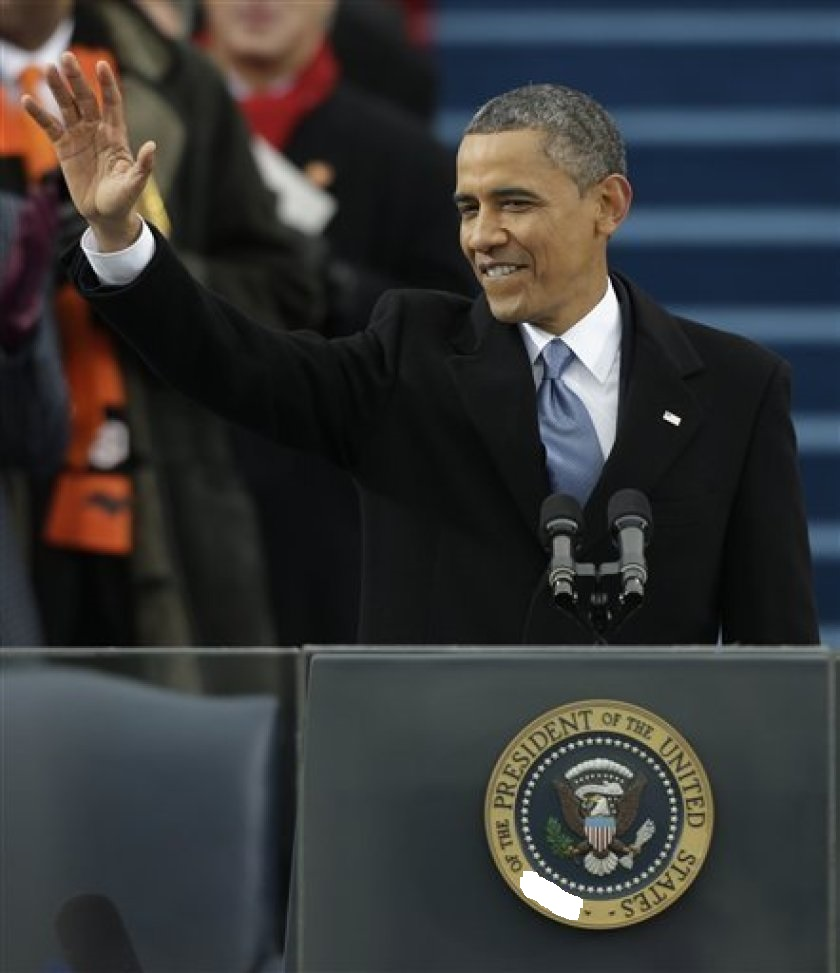 OF THE PRESIDENT OF THE UNITED STATES